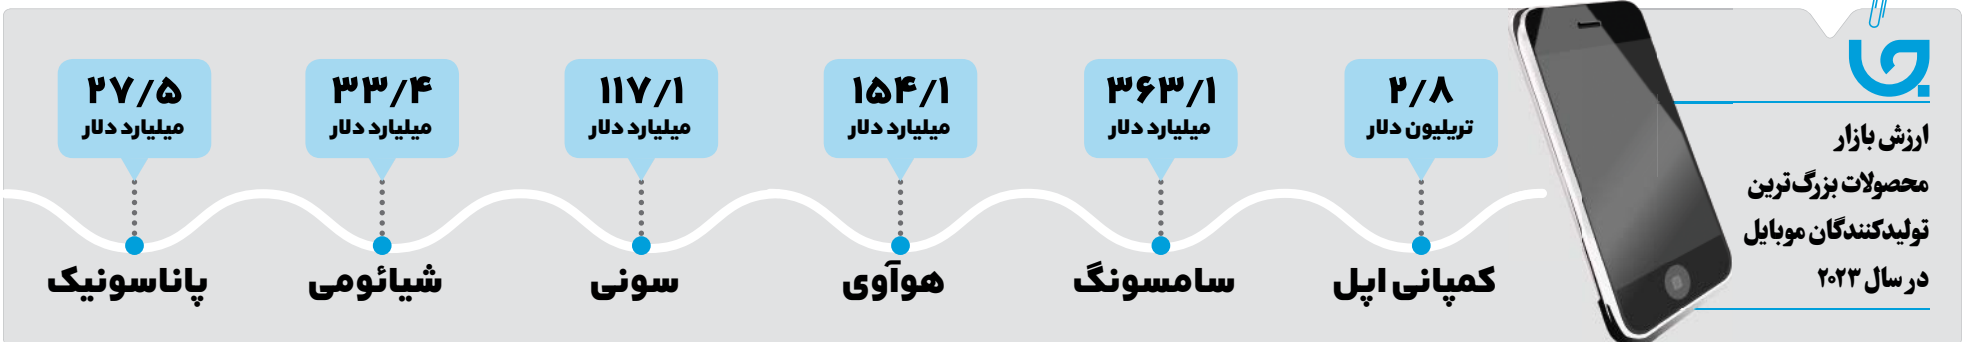 ارزش بازار
محصولات بزرگ‌ترین
تولیدکنندگان موبایل
در سال ۲۰۲۳
۲/۸
تریلیون دلار
کمپانی اپل
۳۶۳/۱
میلیارد دلار
سامسونگ
۱۵۴/۱
میلیارد دلار
هوآوی
۱۱۷/۱
میلیارد دلار
سونی
۳۳/۴
میلیارد دلار
شیائومی
۲۷/۵
میلیارد دلار
پاناسونیک